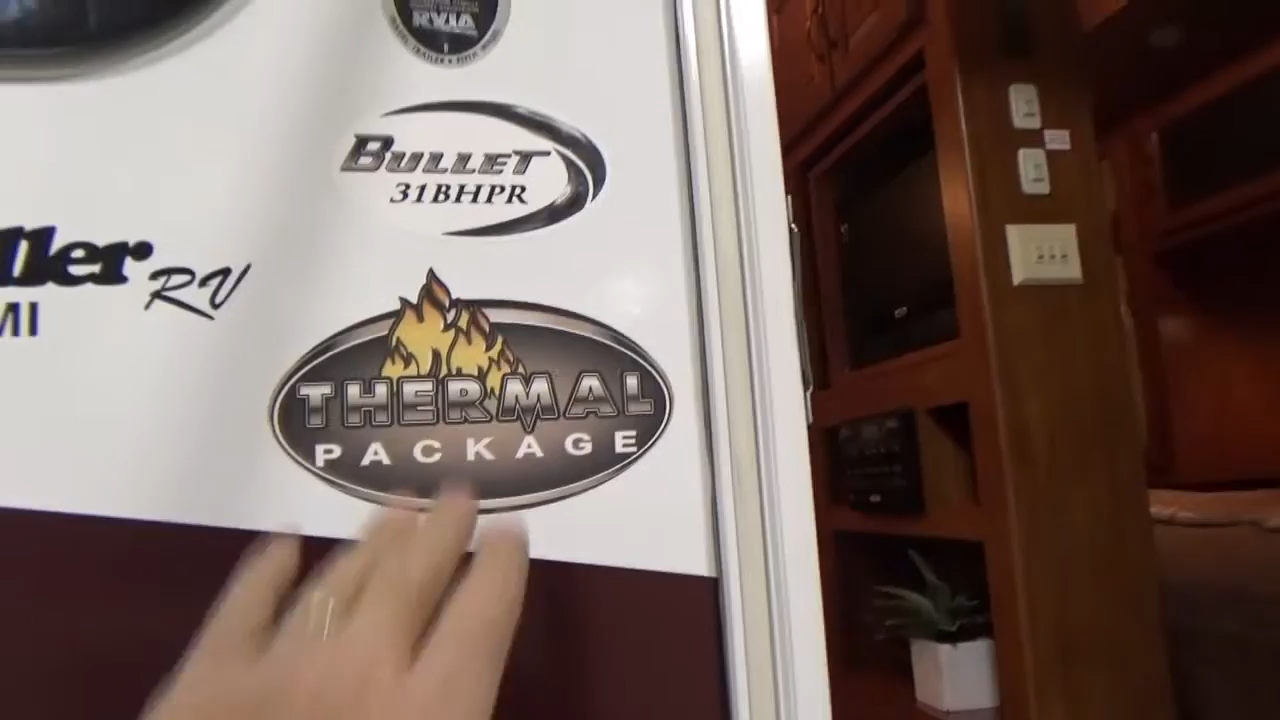 RVIA
BULLET
31BHPR
ller RV
MI
THERMAL
PACKAGE